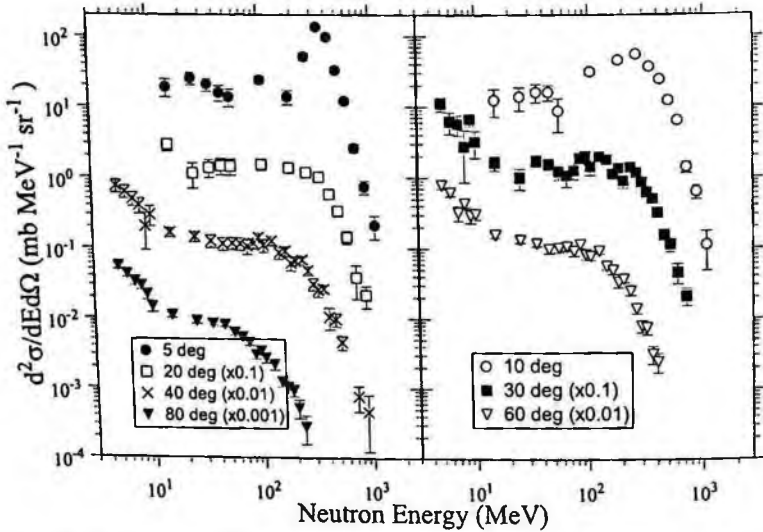 d²σ/dEdΩ (mb MeV⁻¹ sr⁻¹)
10²
10¹
10⁰
10⁻¹
10⁻²
10⁻³
10⁻⁴
5 deg
20 deg (x0.1)
40 deg (x0.01)
80 deg (x0.001)
10 deg
30 deg (x0.1)
60 deg (x0.01)
10¹ 10² 10³ 10¹ 10² 10³
Neutron Energy (MeV)